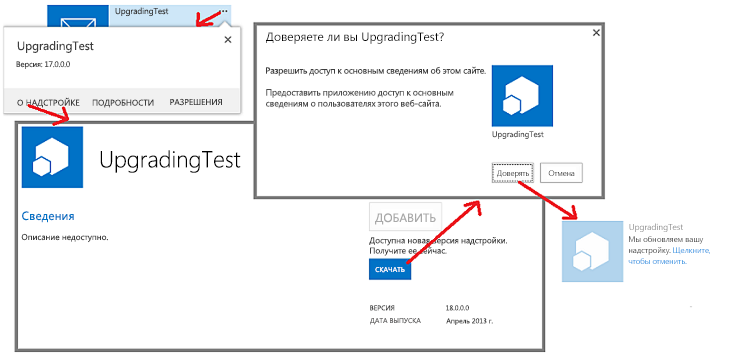 UpgradingTest
...
UpgradingTest
Версия: 17.0.0.0
О НАДСТРОЙКЕ ПОДРОБНОСТИ РАЗРЕШЕНИЯ
Доверяете ли вы UpgradingTest?
Разрешить доступ к основным сведениям об этом сайте.
Предоставить приложению доступ к основным
сведениям о пользователях этого веб-сайта.
UpgradingTest
Доверять Отмена
UpgradingTest
Сведения
Описание недоступно.
ДОБАВИТЬ
Доступна новая версия надстройки.
Получите ее сейчас.
СКАЧАТЬ
ВЕРСИЯ 18.0.0.0
ДАТА ВЫПУСКА Апрель 2013 г.
UpgradingTest
Мы обновляем вашу
надстройку. Щелкните,
чтобы отменить.